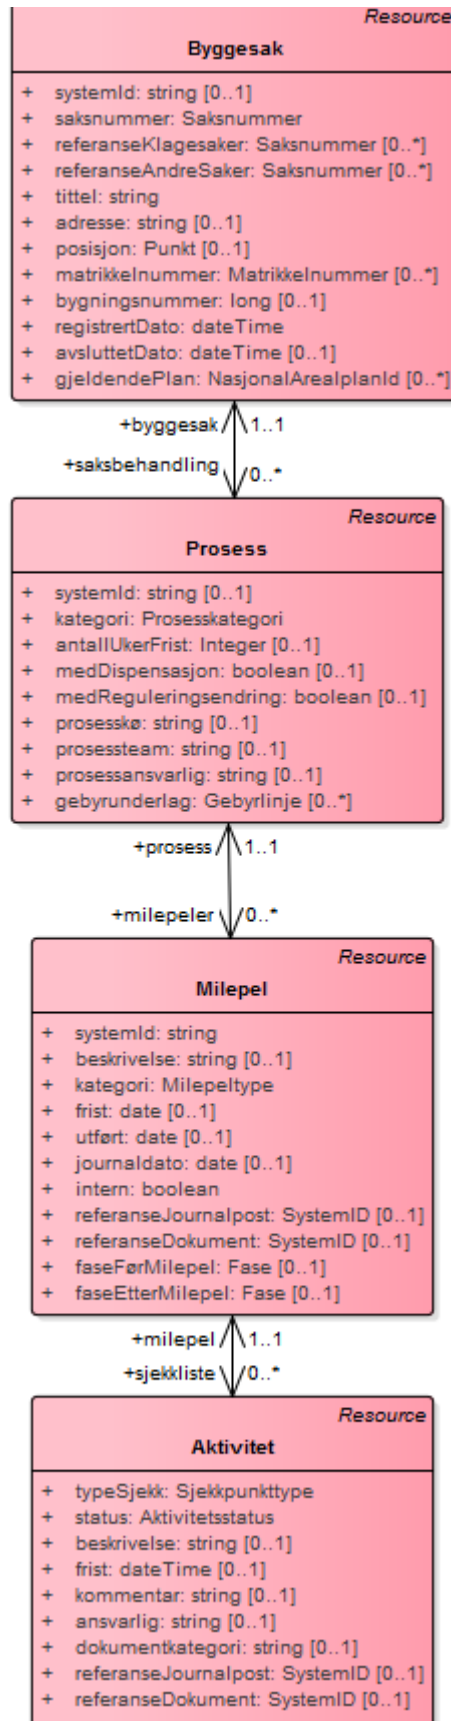 Resource
Byggesak
+ systemId: string [0..1]
+ saksnummer: Saksnummer
+ referanseKlagesaker: Saksnummer [0..*]
+ referanseAndreSaker: Saksnummer [0..*]
+ tittel: string
+ adresse: string [0..1]
+ posisjon: Punkt [0..1]
+ matrikkelnummer: Matrikkelnummer [0..*]
+ bygningsnummer: long [0..1]
+ registrertDato: dateTime
+ avsluttetDato: dateTime [0..1]
+ gjeldendePlan: NasjonalArealplanId [0..*]
+byggesak 1..1
+saksbehandling 0..*
Resource
Prosess
+ systemId: string [0..1]
+ kategori: Prosesskategori
+ antallUkerFrist: Integer [0..1]
+ medDispensasjon: boolean [0..1]
+ medReguleringsendring: boolean [0..1]
+ prosesskø: string [0..1]
+ prosessteam: string [0..1]
+ prosessansvarlig: string [0..1]
+ gebyrunderlag: Gebyrlinje [0..*]
+prosess 1..1
+milepeler 0..*
Resource
Milepel
+ systemId: string
+ beskrivelse: string [0..1]
+ kategori: Milepeltype
+ frist: date [0..1]
+ utført: date [0..1]
+ journaldato: date [0..1]
+ intern: boolean
+ referanseJournalpost: SystemID [0..1]
+ referanseDokument: SystemID [0..1]
+ faseFørMilepel: Fase [0..1]
+ faseEtterMilepel: Fase [0..1]
+milepel 1..1
+sjekkliste 0..*
Resource
Aktivitet
+ typeSjekk: Sjekkpunkttype
+ status: Aktivitetsstatus
+ beskrivelse: string [0..1]
+ frist: dateTime [0..1]
+ kommentar: string [0..1]
+ ansvarlig: string [0..1]
+ dokumentkategori: string [0..1]
+ referanseJournalpost: SystemID [0..1]
+ referanseDokument: SystemID [0..1]